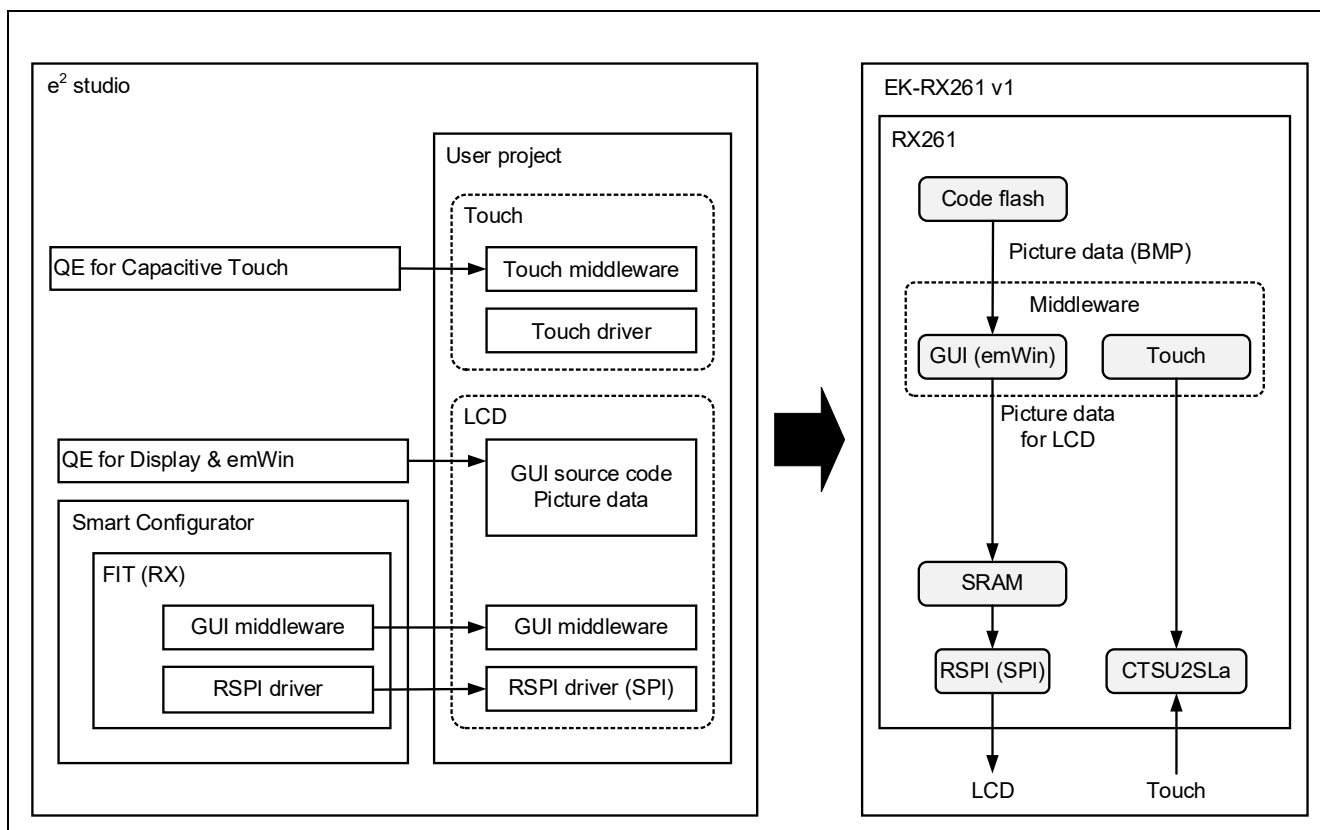 e² studio
User project
Touch
QE for Capacitive Touch
Touch middleware
Touch driver
LCD
QE for Display & emWin
GUI source code
Picture data
Smart Configurator
FIT (RX)
GUI middleware
GUI middleware
RSPI driver
RSPI driver (SPI)
EK-RX261 v1
RX261
Code flash
Picture data (BMP)
Middleware
GUI (emWin)
Touch
Picture data
for LCD
SRAM
RSPI (SPI)
CTSU2SLa
LCD
Touch